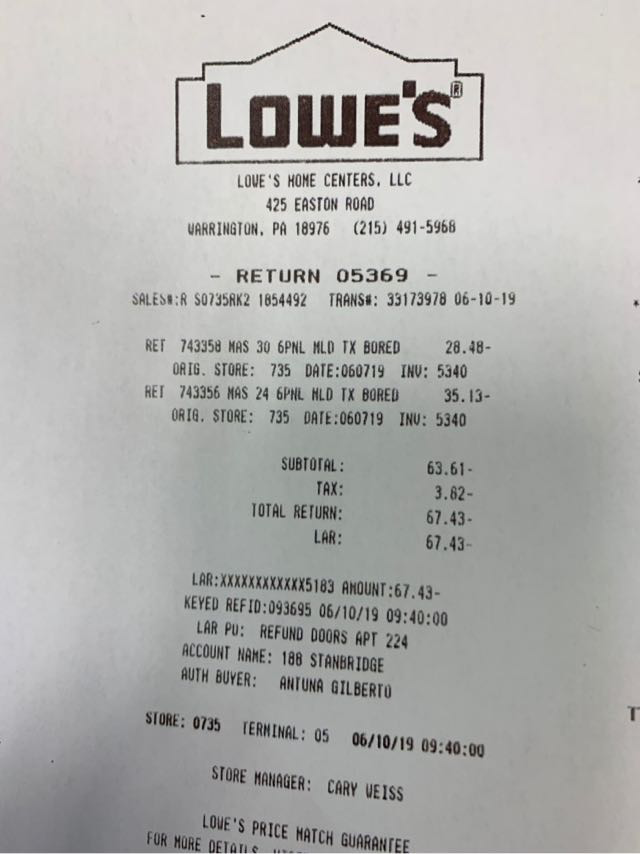 LOWE'S®
LOWE'S HOME CENTERS, LLC
425 EASTON ROAD
WARRINGTON, PA 18976 (215) 491-5968
- RETURN 05369 -
SALES#:R S0735RK2 1854492 TRANS#: 33173978 06-10-19
RET 743358 MAS 30 6PNL MLD TX BORED 28.48-
ORIG. STORE: 735 DATE:060719 INV: 5340
RET 743356 MAS 24 6PNL MLD TX BORED 35.13-
ORIG. STORE: 735 DATE:060719 INV: 5340
SUBTOTAL: 63.61-
TAX: 3.82-
TOTAL RETURN: 67.43-
LAR: 67.43-
LAR:XXXXXXXXXXXX5183 AMOUNT:67.43-
KEYED REFID:093695 06/10/19 09:40:00
LAR PU: REFUND DOORS APT 224
ACCOUNT NAME: 188 STANBRIDGE
AUTH BUYER: ANTUNA GILBERTO
STORE: 0735 TERMINAL: 05 06/10/19 09:40:00
STORE MANAGER: CARY WEISS
LOWE'S PRICE MATCH GUARANTEE
FOR MORE DETAILS,